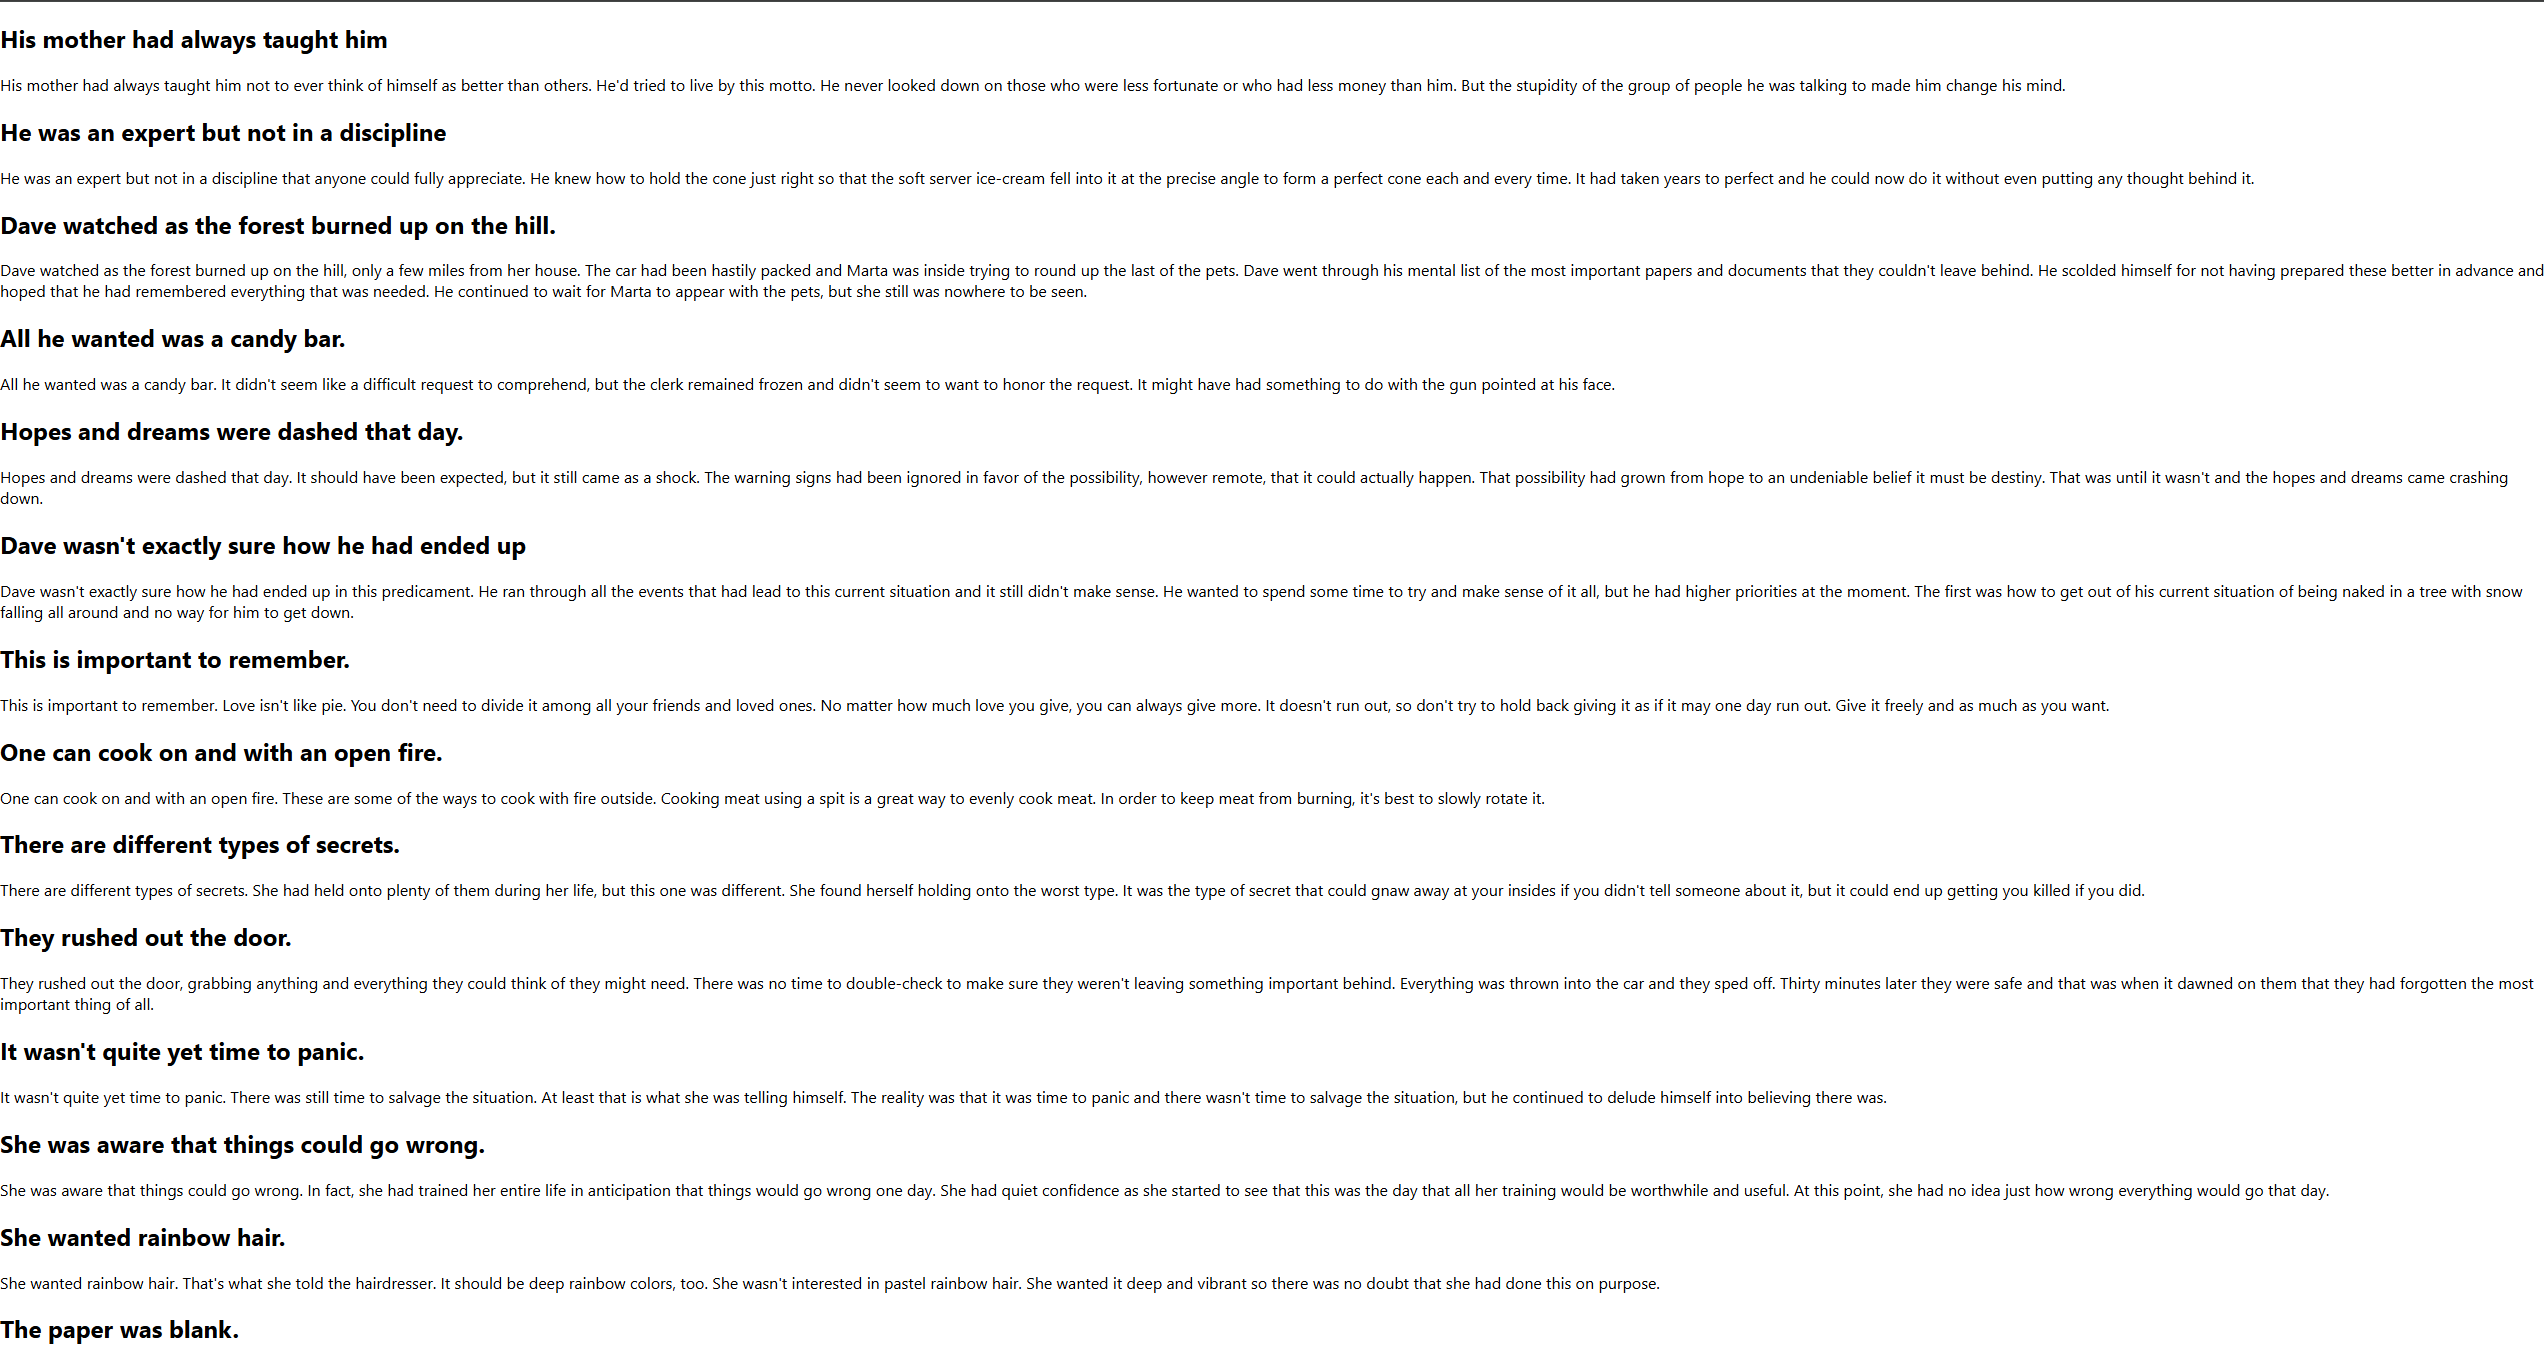 His mother had always taught him
His mother had always taught him not to ever think of himself as better than others. He'd tried to live by this motto. He never looked down on those who were less fortunate or who had less money than him. But the stupidity of the group of people he was talking to made him change his mind.
He was an expert but not in a discipline
He was an expert but not in a discipline that anyone could fully appreciate. He knew how to hold the cone just right so that the soft server ice-cream fell into it at the precise angle to form a perfect cone each and every time. It had taken years to perfect and he could now do it without even putting any thought behind it.
Dave watched as the forest burned up on the hill.
Dave watched as the forest burned up on the hill, only a few miles from her house. The car had been hastily packed and Marta was inside trying to round up the last of the pets. Dave went through his mental list of the most important papers and documents that they couldn't leave behind. He scolded himself for not having prepared these better in advance and
hoped that he had remembered everything that was needed. He continued to wait for Marta to appear with the pets, but she still was nowhere to be seen.
All he wanted was a candy bar.
All he wanted was a candy bar. It didn't seem like a difficult request to comprehend, but the clerk remained frozen and didn't seem to want to honor the request. It might have had something to do with the gun pointed at his face.
Hopes and dreams were dashed that day.
Hopes and dreams were dashed that day. It should have been expected, but it still came as a shock. The warning signs had been ignored in favor of the possibility, however remote, that it could actually happen. That possibility had grown from hope to an undeniable belief it must be destiny. That was until it wasn't and the hopes and dreams came crashing
down.
Dave wasn't exactly sure how he had ended up
Dave wasn't exactly sure how he had ended up in this predicament. He ran through all the events that had lead to this current situation and it still didn't make sense. He wanted to spend some time to try and make sense of it all, but he had higher priorities at the moment. The first was how to get out of his current situation of being naked in a tree with snow
falling all around and no way for him to get down.
This is important to remember.
This is important to remember. Love isn't like pie. You don't need to divide it among all your friends and loved ones. No matter how much love you give, you can always give more. It doesn't run out, so don't try to hold back giving it as if it may one day run out. Give it freely and as much as you want.
One can cook on and with an open fire.
One can cook on and with an open fire. These are some of the ways to cook with fire outside. Cooking meat using a spit is a great way to evenly cook meat. In order to keep meat from burning, it's best to slowly rotate it.
There are different types of secrets.
There are different types of secrets. She had held onto plenty of them during her life, but this one was different. She found herself holding onto the worst type. It was the type of secret that could gnaw away at your insides if you didn't tell someone about it, but it could end up getting you killed if you did.
They rushed out the door.
They rushed out the door, grabbing anything and everything they could think of they might need. There was no time to double-check to make sure they weren't leaving something important behind. Everything was thrown into the car and they sped off. Thirty minutes later they were safe and that was when it dawned on them that they had forgotten the most
important thing of all.
It wasn't quite yet time to panic.
It wasn't quite yet time to panic. There was still time to salvage the situation. At least that is what she was telling himself. The reality was that it was time to panic and there wasn't time to salvage the situation, but he continued to delude himself into believing there was.
She was aware that things could go wrong.
She was aware that things could go wrong. In fact, she had trained her entire life in anticipation that things would go wrong one day. She had quiet confidence as she started to see that this was the day that all her training would be worthwhile and useful. At this point, she had no idea just how wrong everything would go that day.
She wanted rainbow hair.
She wanted rainbow hair. That's what she told the hairdresser. It should be deep rainbow colors, too. She wasn't interested in pastel rainbow hair. She wanted it deep and vibrant so there was no doubt that she had done this on purpose.
The paper was blank.